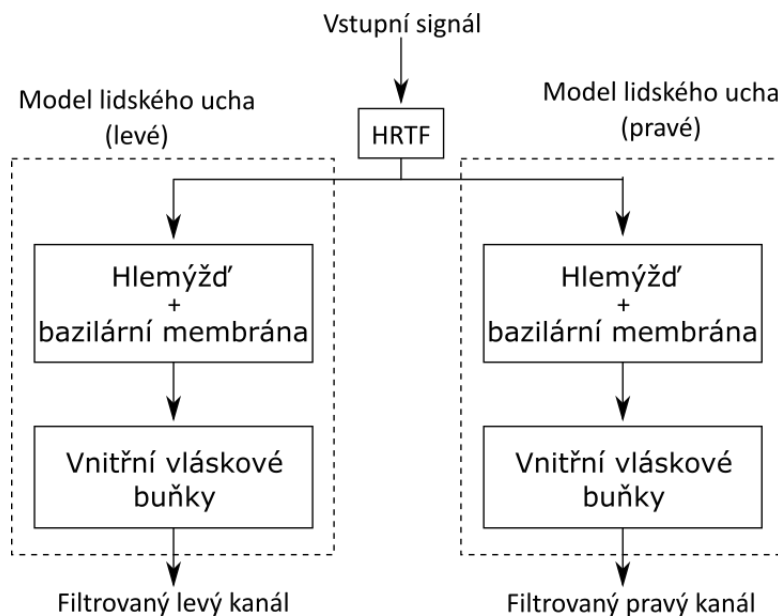 Vstupní signál
Model lidského ucha
(levé)
HRTF
Model lidského ucha
(pravé)
Hlemýžď
+
bazilární membrána
Hlemýžď
+
bazilární membrána
Vnitřní vláskové
buňky
Vnitřní vláskové
buňky
Filtrovaný levý kanál
Filtrovaný pravý kanál